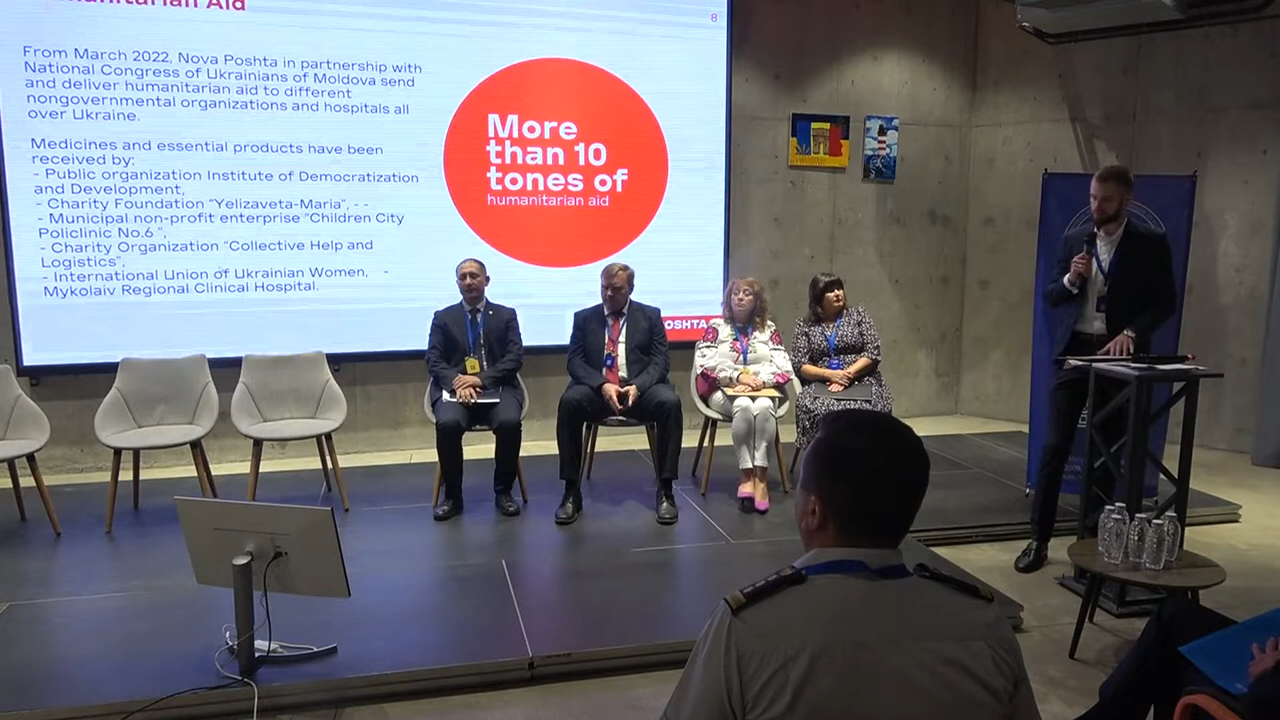 manitarian Aid
8
From March 2022, Nova Poshta in partnership with
National Congress of Ukrainians of Moldova send
and deliver humanitarian aid to different
nongovernmental organizations and hospitals all
over Ukraine.
Medicines and essential products have been
received by:
- Public organization Institute of Democratization
and Development,
- Charity Foundation "Yelizaveta-Maria", - -
- Municipal non-profit enterprise "Children City
Policlinic No.6 ",
- Charity Organization "Collective Help and
Logistics",
- International Union of Ukrainian Women, -
Mykolaiv Regional Clinical Hospital.
More
than 10
tones of
humanitarian aid
OSHTA